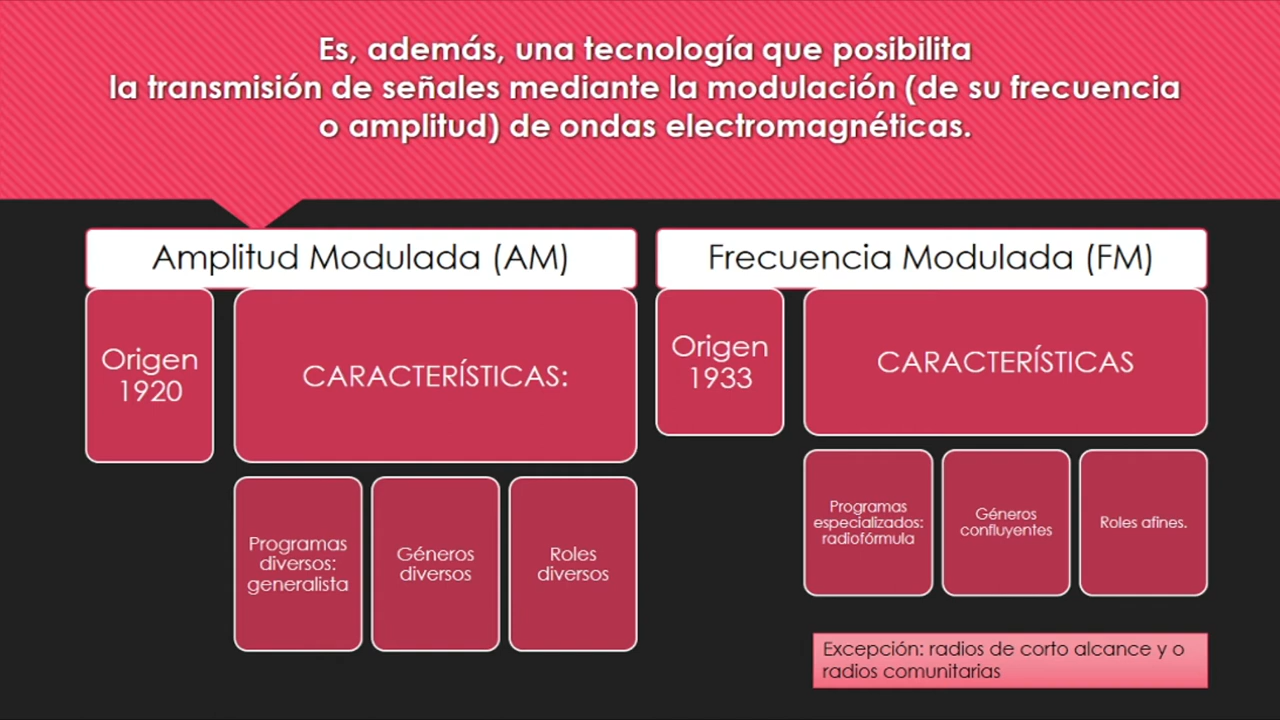 Es, además, una tecnología que posibilita
la transmisión de señales mediante la modulación (de su frecuencia
o amplitud) de ondas electromagnéticas.
Amplitud Modulada (AM)
Origen
1920
CARACTERÍSTICAS:
Programas
diversos:
generalista
Géneros
diversos
Roles
diversos
Frecuencia Modulada (FM)
Origen
1933
CARACTERÍSTICAS
Programas
especializados:
radiofórmula
Géneros
confluyentes
Roles afines.
Excepción: radios de corto alcance y o
radios comunitarias